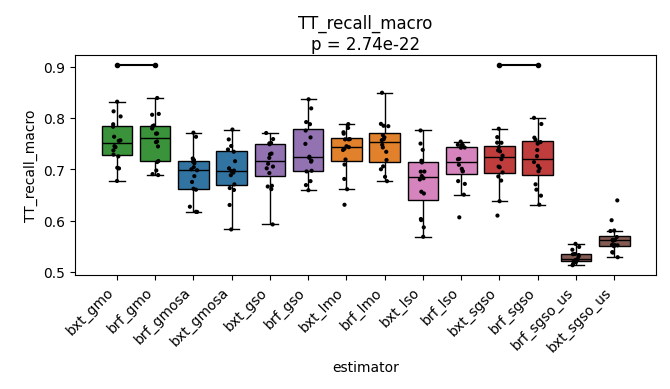 TT_recall_macro
p = 2.74e-22
TT_recall_macro
0.9
0.8
0.7
0.6
0.5
bxt_gmo
brf_gmo
brf_gmosa
bxt_gmosa
bxt_gso
brf_gso
bxt_lmo
brf_lmo
bxt_lso
brf_lso
bxt_sgso
brf_sgso
brf_sgso_us
bxt_sgso_us
estimator